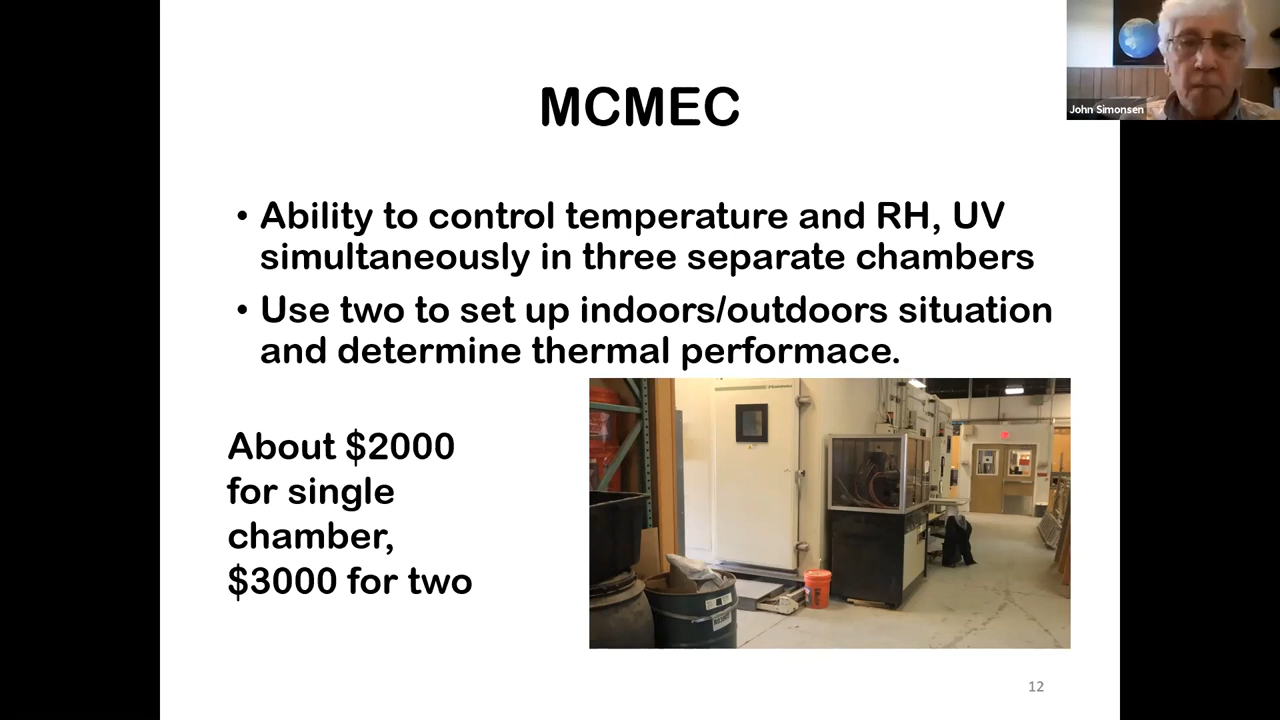 MCMEC
John Simonsen
• Ability to control temperature and RH, UV
simultaneously in three separate chambers
• Use two to set up indoors/outdoors situation
and determine thermal performace.
About $2000
for single
chamber,
$3000 for two
12